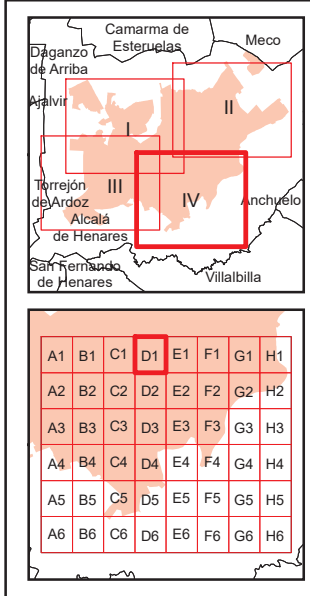 Camarma de
Esteruelas
Meco
Daganzo
de Arriba
Ajalvir
I
II
Torrejón
de Ardoz
III
IV
Anchuelo
Alcalá
de Henares
San Fernando
de Henares
Villalbilla
A1 B1 C1 D1 E1 F1 G1 H1
A2 B2 C2 D2 E2 F2 G2 H2
A3 B3 C3 D3 E3 F3 G3 H3
A4 B4 C4 D4 E4 F4 G4 H4
A5 B5 C5 D5 E5 F5 G5 H5
A6 B6 C6 D6 E6 F6 G6 H6